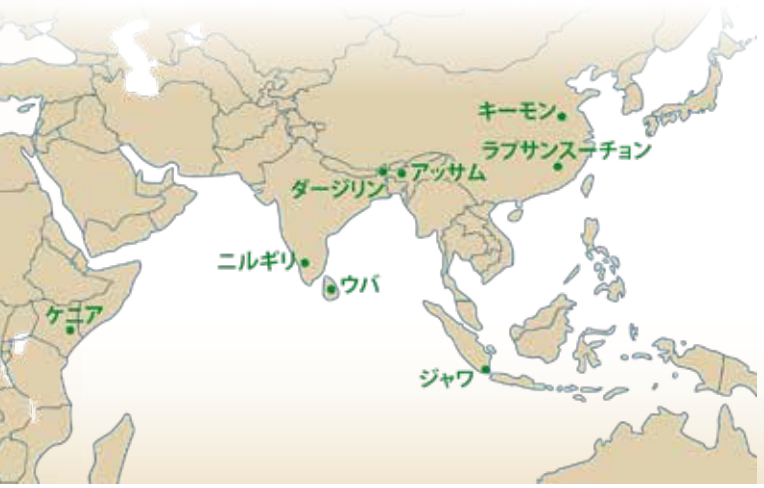 キーモン
ラプサンスーチョン
アッサム
ダージリン
ニルギリ
ウバ
ケニア
ジャワ